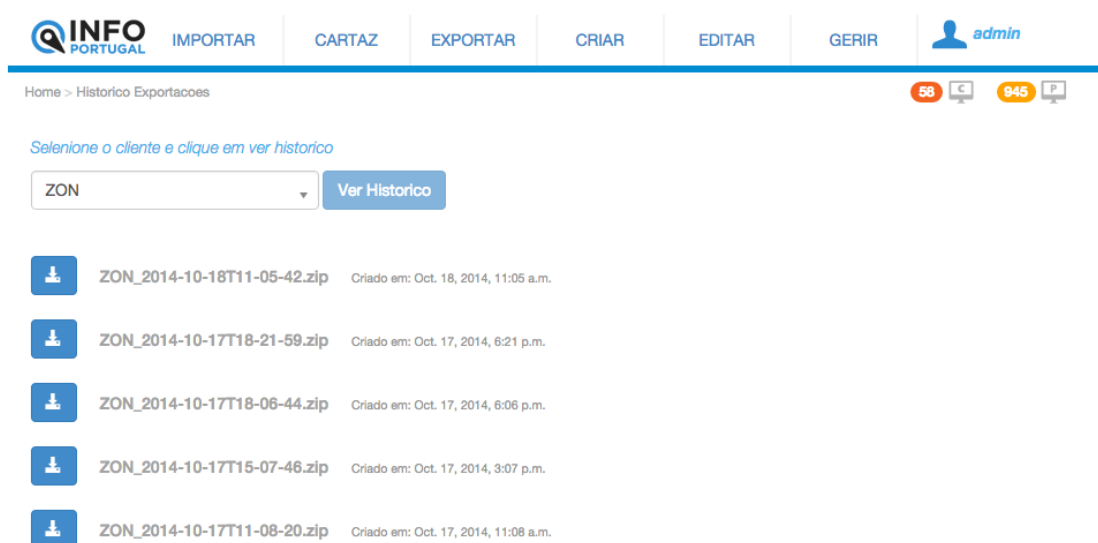 INFO
PORTUGAL
IMPORTAR CARTAZ EXPORTAR CRIAR EDITAR GERIR admin
Home > Historico Exportacoes 58 C 945 P
Selenione o cliente e clique em ver historico
ZON Ver Historico
ZON_2014-10-18T11-05-42.zip Criado em: Oct. 18, 2014, 11:05 a.m.
ZON_2014-10-17T18-21-59.zip Criado em: Oct. 17, 2014, 6:21 p.m.
ZON_2014-10-17T18-06-44.zip Criado em: Oct. 17, 2014, 6:06 p.m.
ZON_2014-10-17T15-07-46.zip Criado em: Oct. 17, 2014, 3:07 p.m.
ZON_2014-10-17T11-08-20.zip Criado em: Oct. 17, 2014, 11:08 a.m.